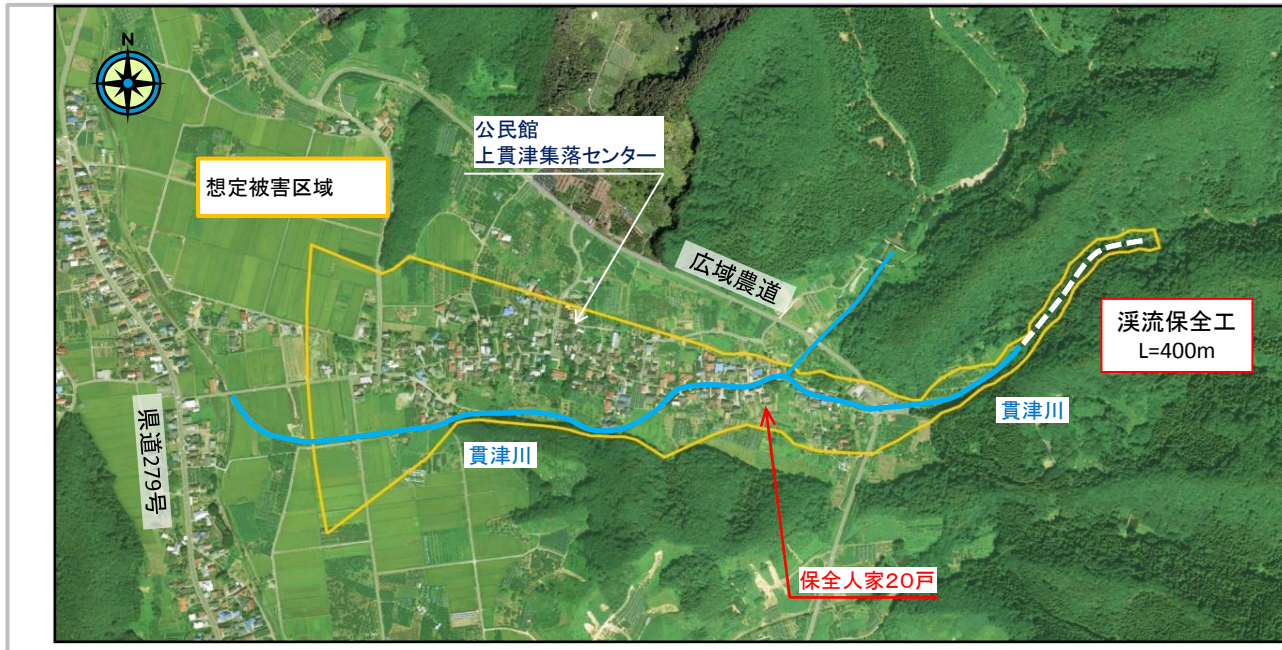 N
公民館
上貫津集落センター
想定被害区域
広域農道
渓流保全工
L=400m
貫津川
県道279号
貫津川
保全人家20戸